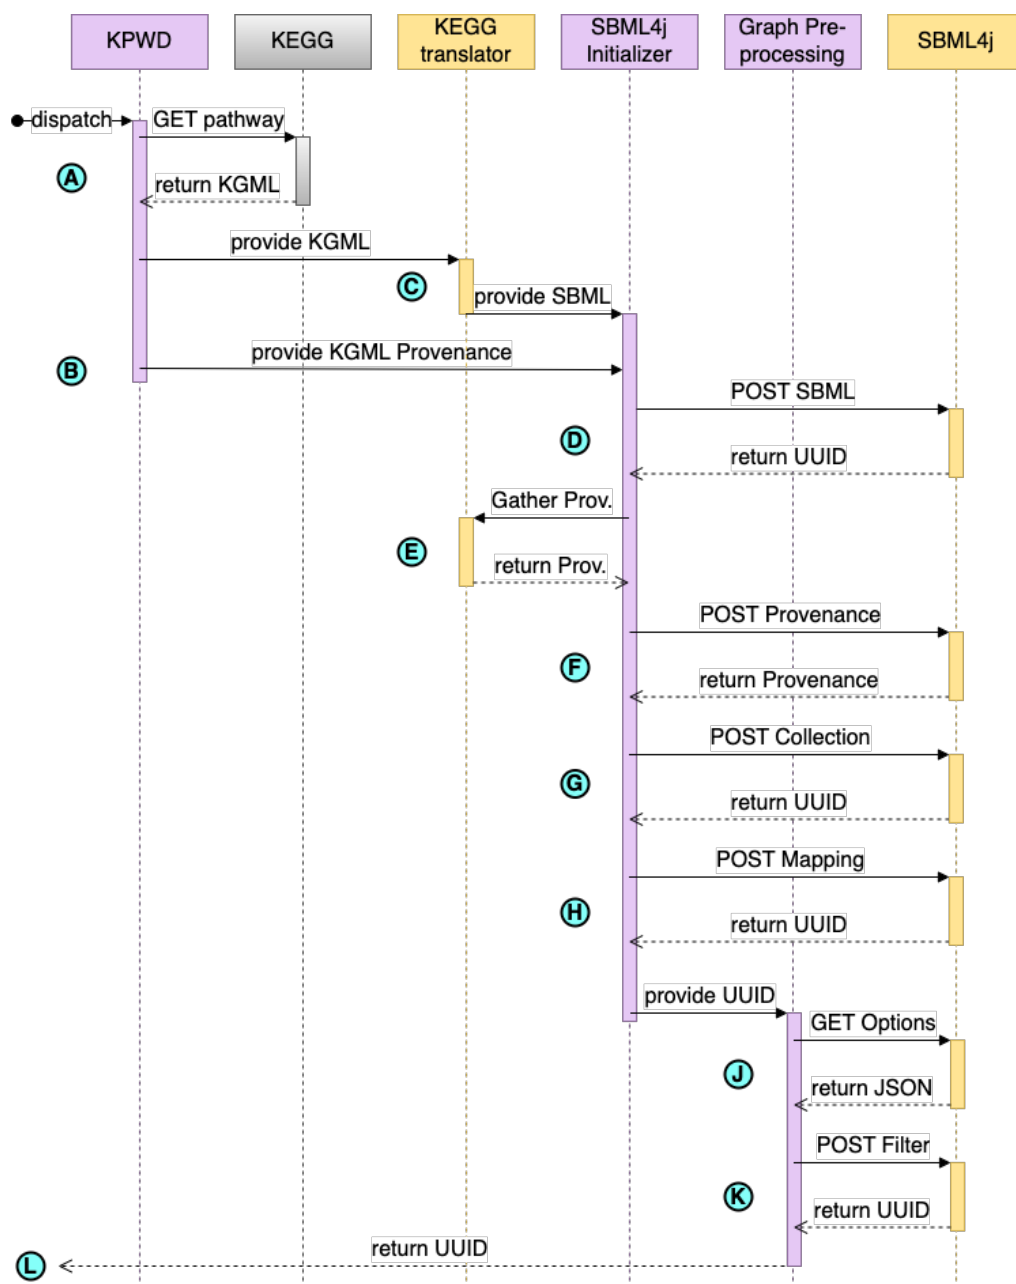 KPWD
KEGG
KEGG
translator
SBML4j
Initializer
Graph Pre-
processing
SBML4j
dispatch
GET pathway
A
return KGML
provide KGML
C
provide SBML
B
provide KGML Provenance
POST SBML
D
return UUID
Gather Prov.
E
return Prov.
POST Provenance
F
return Provenance
POST Collection
G
return UUID
POST Mapping
H
return UUID
provide UUID
GET Options
J
return JSON
POST Filter
K
return UUID
return UUID
L